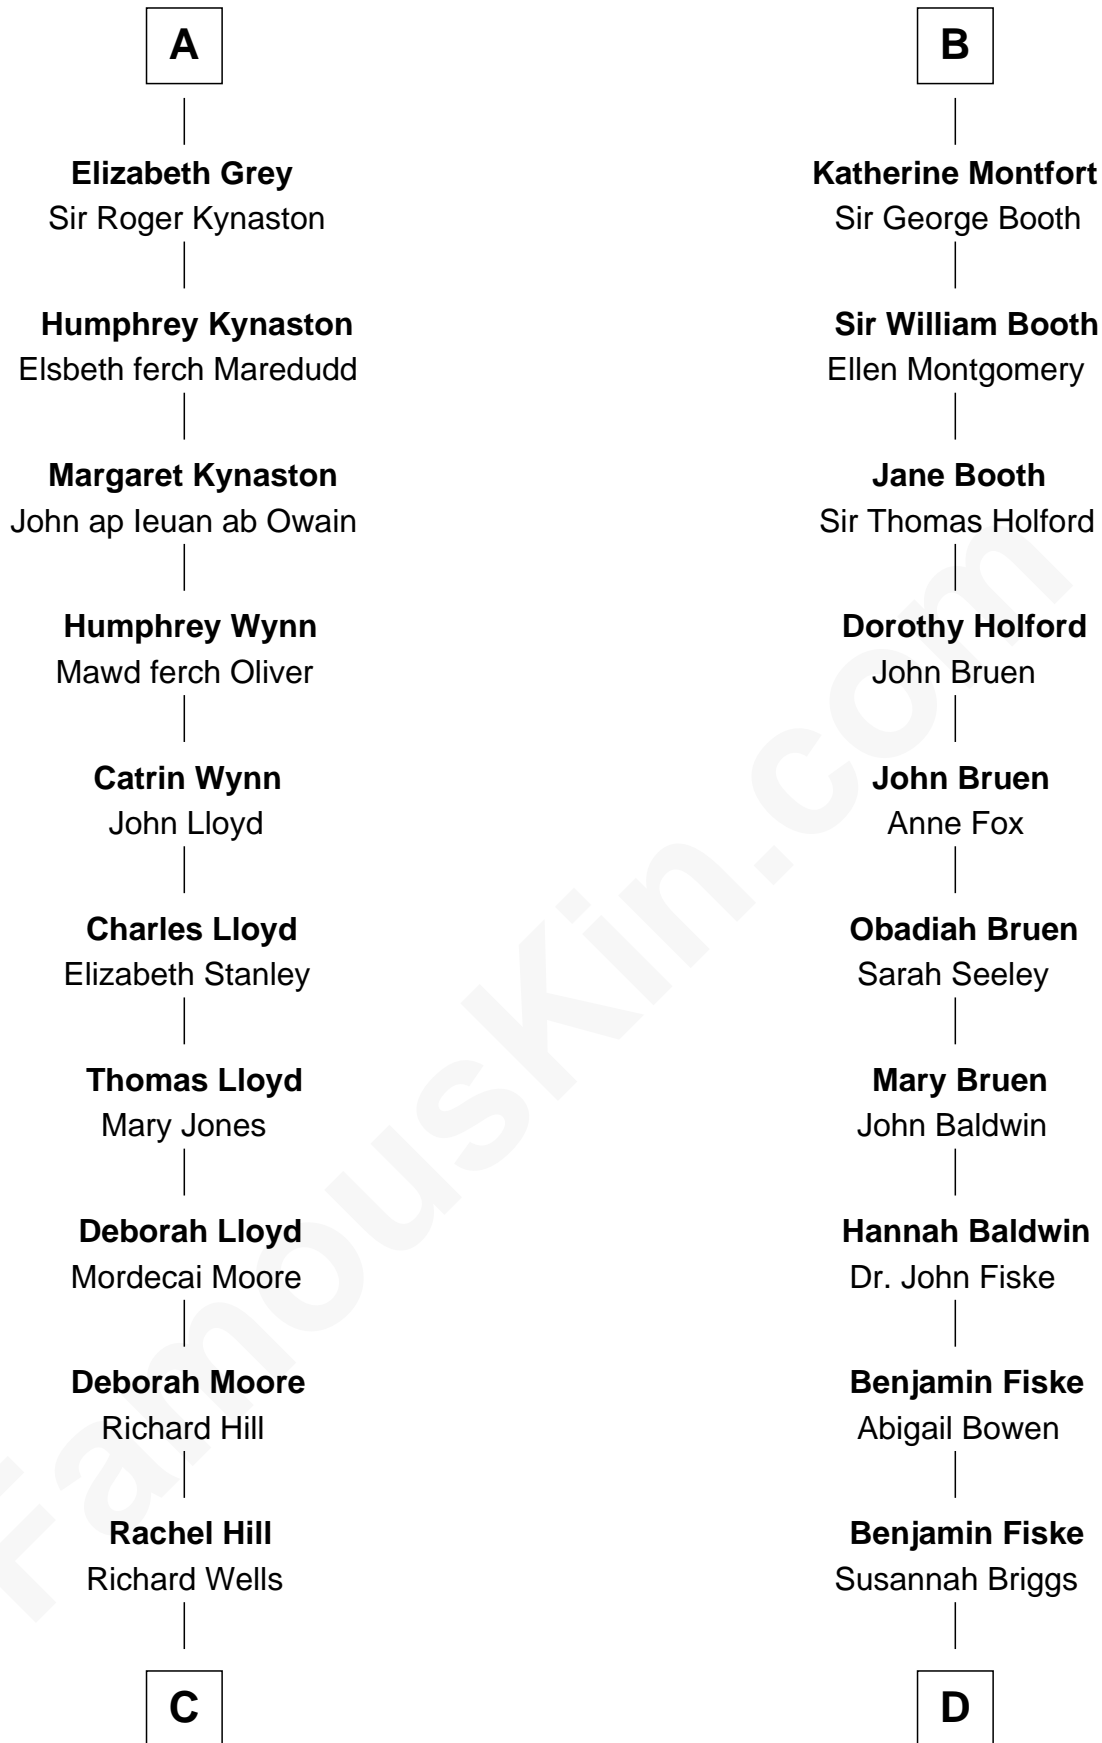 A
Elizabeth Grey
Sir Roger Kynaston
Humphrey Kynaston
Elsbeth ferch Maredudd
Margaret Kynaston
John ap Ieuan ab Owain
Humphrey Wynn
Mawd ferch Oliver
Catrin Wynn
John Lloyd
Charles Lloyd
Elizabeth Stanley
Thomas Lloyd
Mary Jones
Deborah Lloyd
Mordecai Moore
Deborah Moore
Richard Hill
Rachel Hill
Richard Wells
C
B
Katherine Montfort
Sir George Booth
Sir William Booth
Ellen Montgomery
Jane Booth
Sir Thomas Holford
Dorothy Holford
John Bruen
John Bruen
Anne Fox
Obadiah Bruen
Sarah Seeley
Mary Bruen
John Baldwin
Hannah Baldwin
Dr. John Fiske
Benjamin Fiske
Abigail Bowen
Benjamin Fiske
Susannah Briggs
D
FamousKin.com